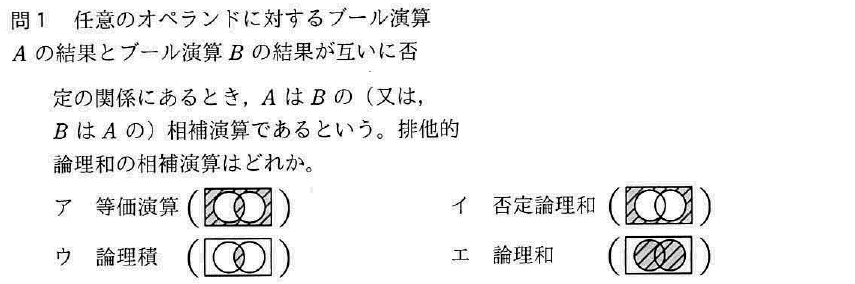 問1 任意のオペランドに対するブール演算
Aの結果とブール演算Bの結果が互いに否
定の関係にあるとき，AはBの（又は，
BはAの）相補演算であるという。排他的
論理和の相補演算はどれか。
ア 等価演算 ( ) イ 否定論理和 ( )
ウ 論理積 ( ) エ 論理和 ( )